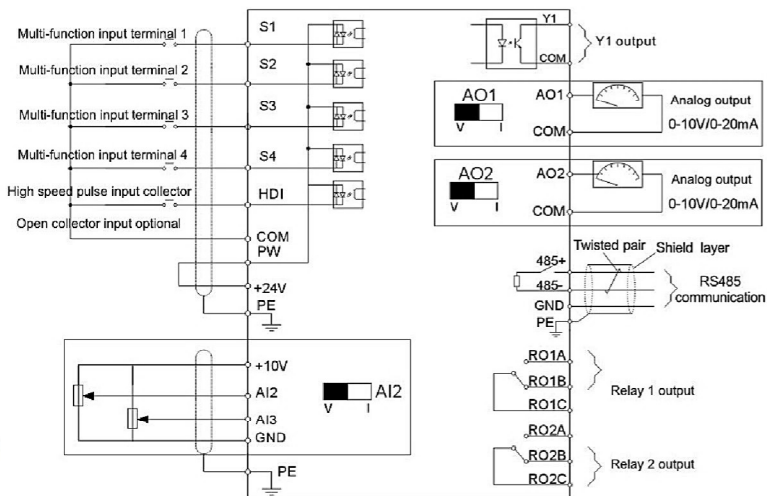 Multi-function input terminal 1
S1
Multi-function input terminal 2
S2
Multi-function input terminal 3
S3
Multi-function input terminal 4
S4
High speed pulse input collector
HDI
Open collector input optional
COM
PW
+24V
PE
+10V
AI2
AI3
GND
AI2
V I
PE
Y1
COM
Y1 output
AO1
V I
AO1
COM
Analog output
0-10V/0-20mA
AO2
V I
AO2
COM
Analog output
0-10V/0-20mA
Twisted pair
Shield layer
485+
485-
GND
PE
RS485
communication
RO1A
RO1B
RO1C
Relay 1 output
RO2A
RO2B
RO2C
Relay 2 output